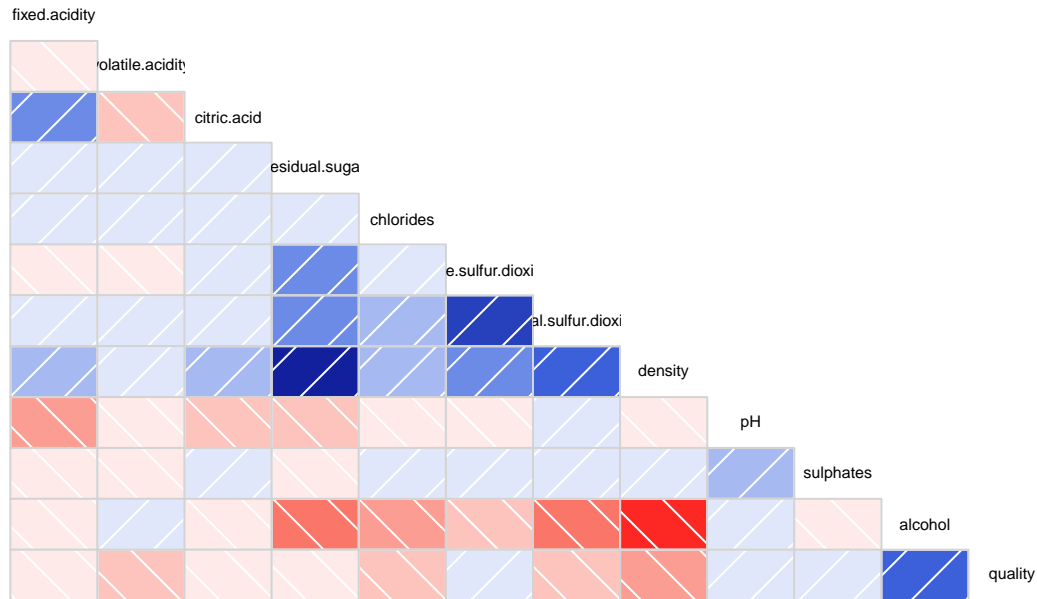 fixed.acidity
volatile.acidity
citric.acid
esidual.suga
chlorides
e.sulfur.dioxi
al.sulfur.dioxi
density
pH
sulphates
alcohol
quality